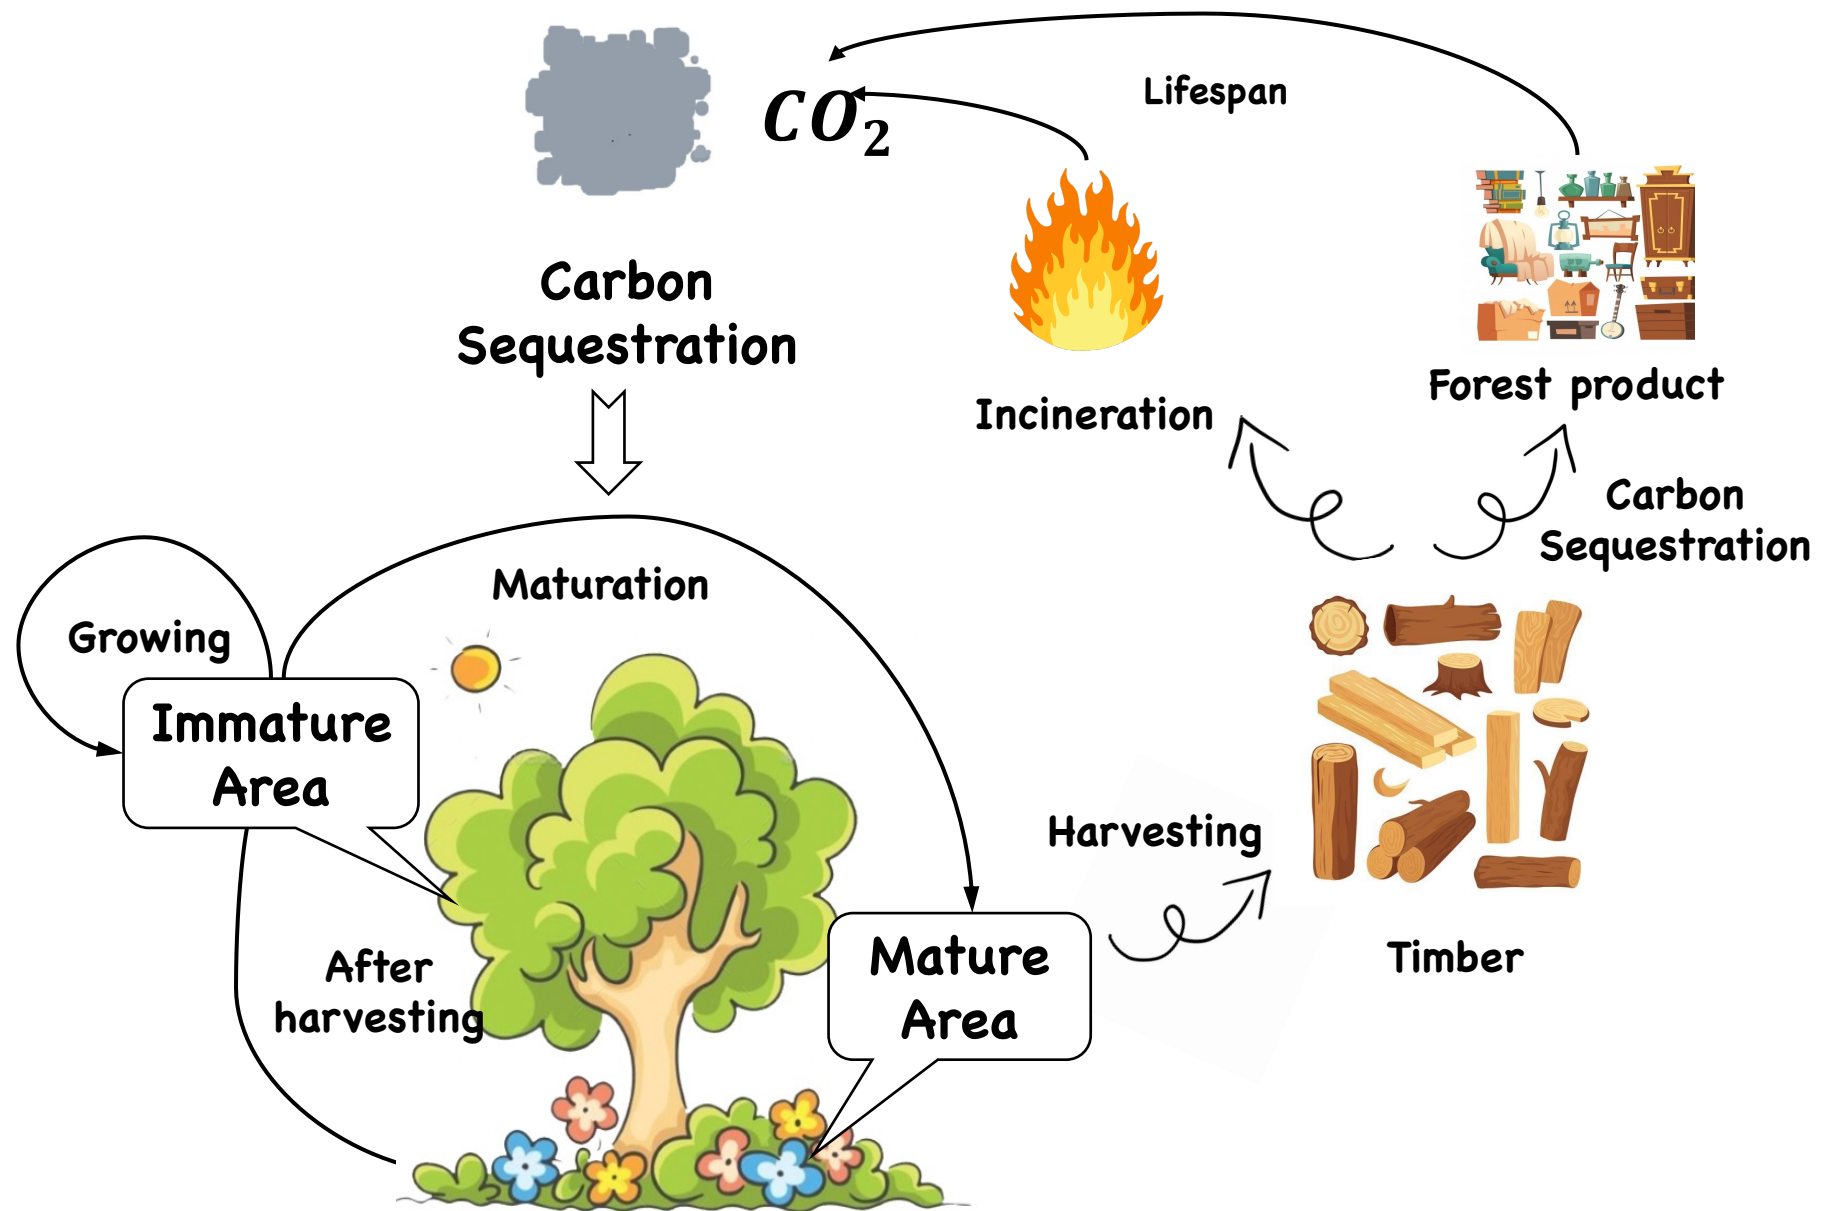 Lifespan
CO₂
Carbon
Sequestration
Forest product
Incineration
Carbon
Sequestration
Maturation
Growing
Immature
Area
Harvesting
After
harvesting
Mature
Area
Timber